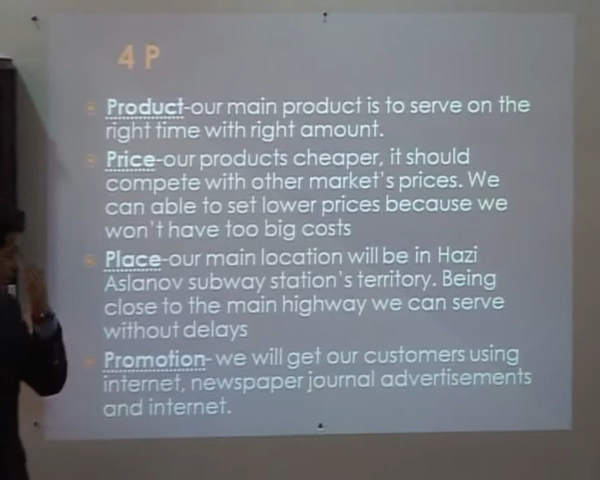 4 P
Product-our main product is to serve on the
right time with right amount.
Price-our products cheaper, it should
compete with other market's prices. We
can able to set lower prices because we
won't have too big costs
Place-our main location will be in Hazi
Aslanov subway station's territory. Being
close to the main highway we can serve
without delays
Promotion- we will get our customers using
internet, newspaper journal advertisements
and internet.